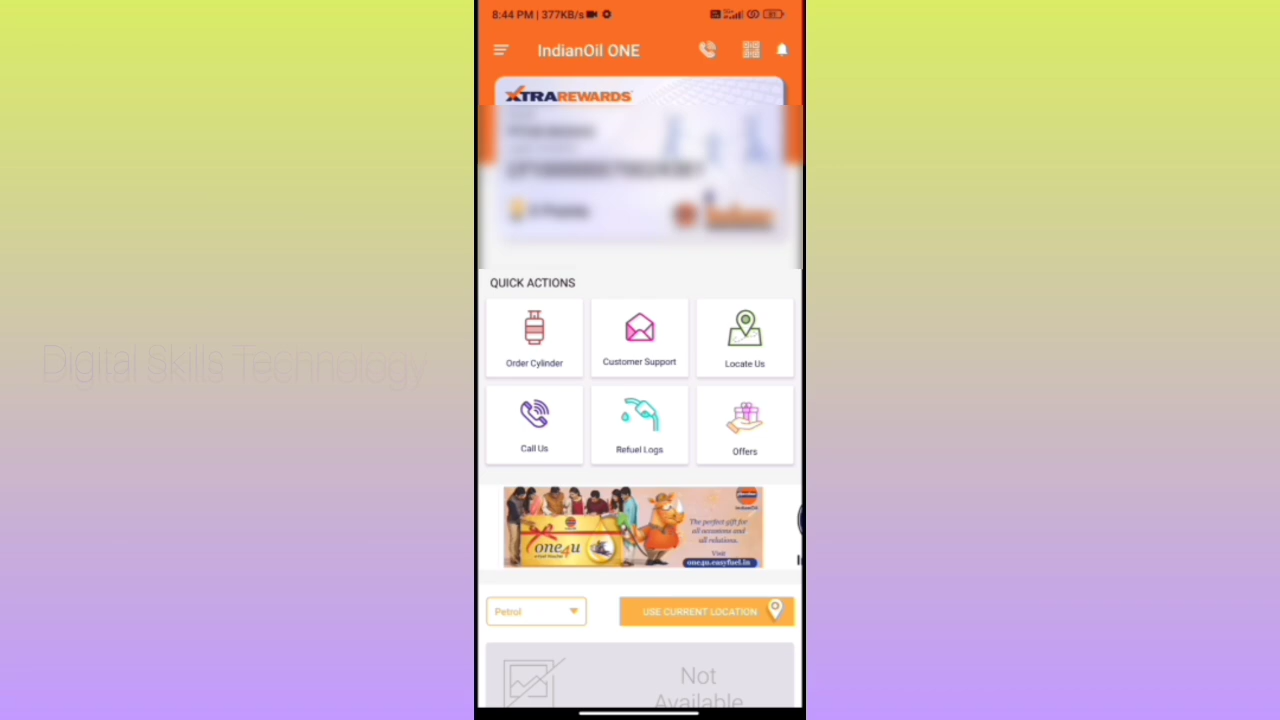 8:44 PM | 377KB/s
IndianOil ONE
XTRAREWARDS
QUICK ACTIONS
Order Cylinder
Customer Support
Locate Us
Call Us
Refuel Logs
Offers
Digital Skills Technology
one4u
The perfect gift for
all occasions and
all relations.
Visit
one4u.easyfuel.in
IndianOil
Petrol
USE CURRENT LOCATION
Not
Available